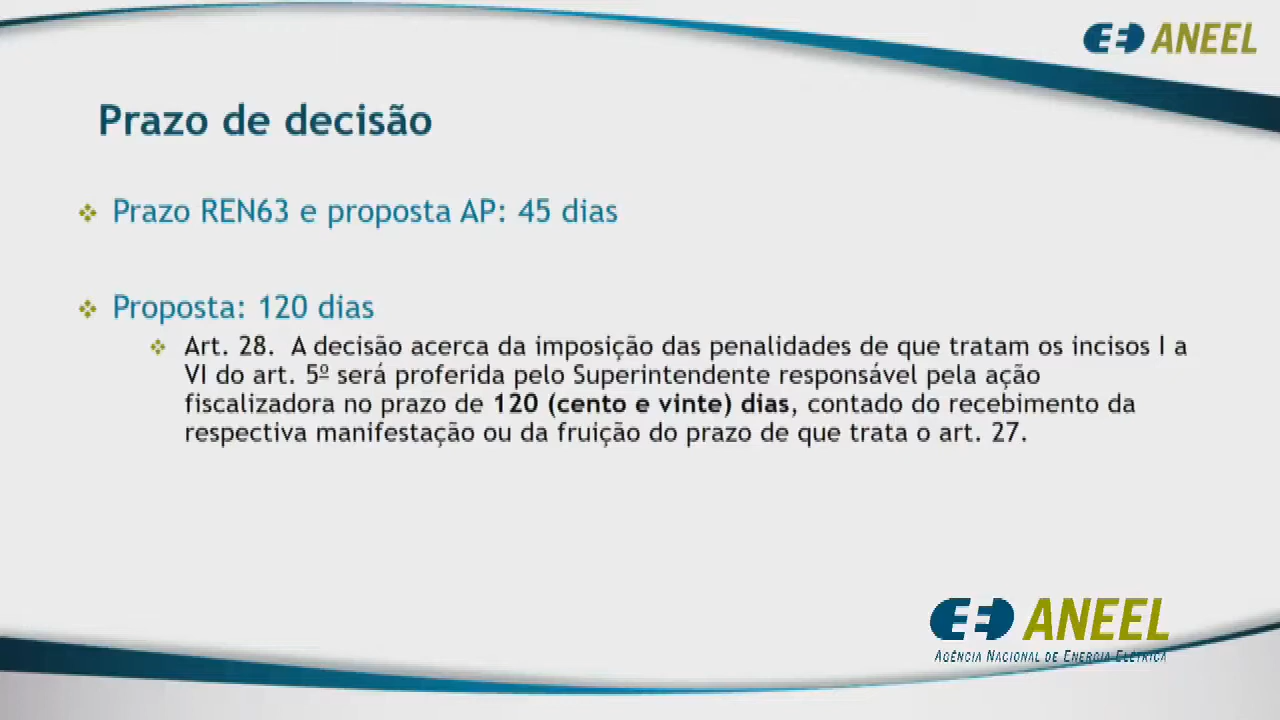 ANEEL
Prazo de decisão
Prazo REN63 e proposta AP: 45 dias
Proposta: 120 dias
Art. 28. A decisão acerca da imposição das penalidades de que tratam os incisos I a
VI do art. 5º será proferida pelo Superintendente responsável pela ação
fiscalizadora no prazo de 120 (cento e vinte) dias, contado do recebimento da
respectiva manifestação ou da fruição do prazo de que trata o art. 27.
ANEEL
AGÊNCIA NACIONAL DE ENERGIA ELÉTRICA